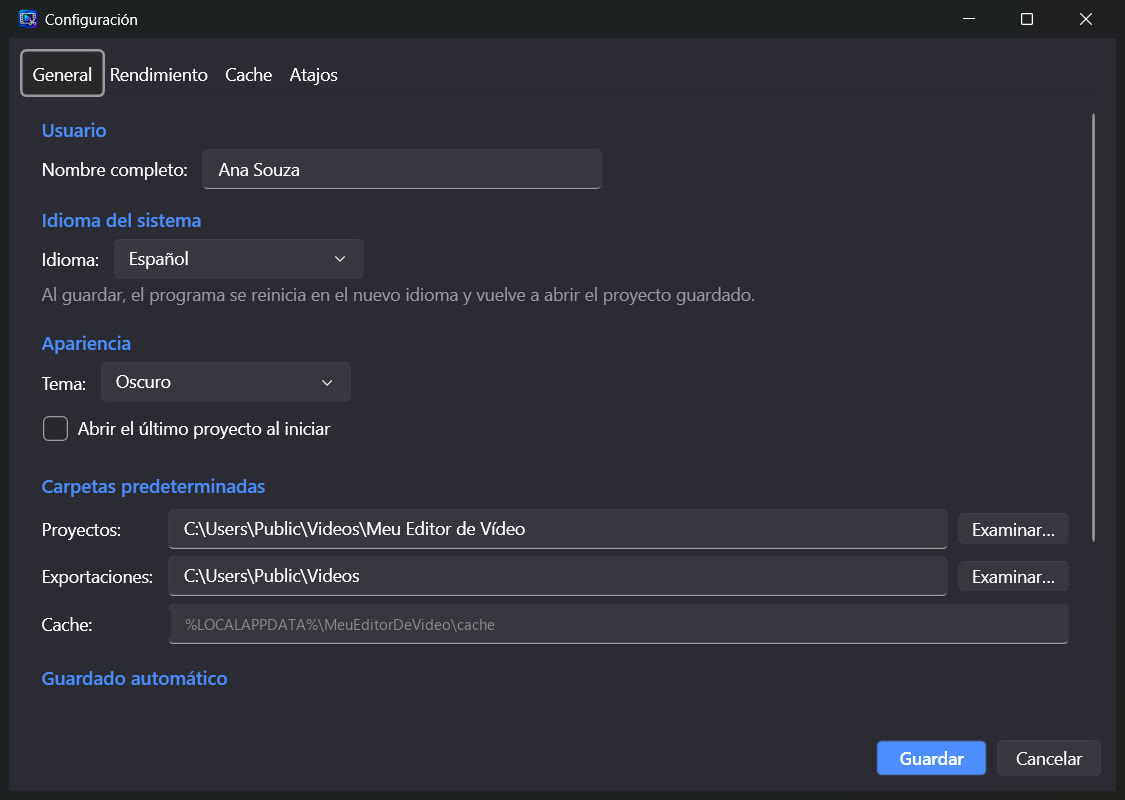 Configuración
General Rendimiento Cache Atajos
Usuario
Nombre completo: Ana Souza
Idioma del sistema
Idioma: Español
Al guardar, el programa se reinicia en el nuevo idioma y vuelve a abrir el proyecto guardado.
Apariencia
Tema: Oscuro
Abrir el último proyecto al iniciar
Carpetas predeterminadas
Proyectos: C:\Users\Public\Videos\Meu Editor de Vídeo Examinar...
Exportaciones: C:\Users\Public\Videos Examinar...
Cache: %LOCALAPPDATA%\MeuEditorDeVideo\cache
Guardado automático
Guardar Cancelar